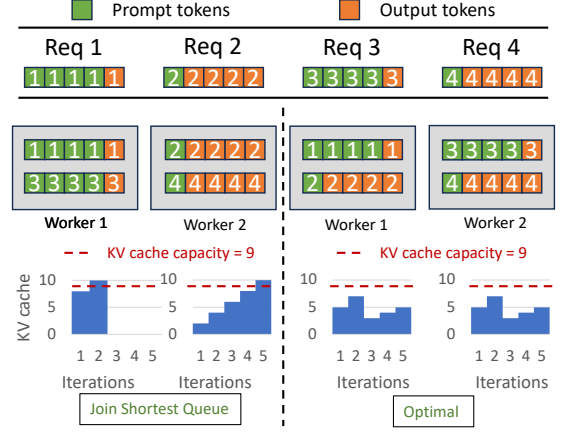 Prompt tokens Output tokens
Req 1 Req 2 Req 3 Req 4
1 1 1 1 1 2 2 2 2 2 3 3 3 3 3 4 4 4 4 4
1 1 1 1 1 2 2 2 2 2 1 1 1 1 1 3 3 3 3 3
3 3 3 3 3 4 4 4 4 4 2 2 2 2 2 4 4 4 4 4
Worker 1 Worker 2 Worker 1 Worker 2
KV cache capacity = 9 KV cache capacity = 9
KV cache
10 10 10 10
5 5 5 5
0 0 0 0
1 2 3 4 5 1 2 3 4 5 1 2 3 4 5 1 2 3 4 5
Iterations Iterations Iterations Iterations
Join Shortest Queue Optimal